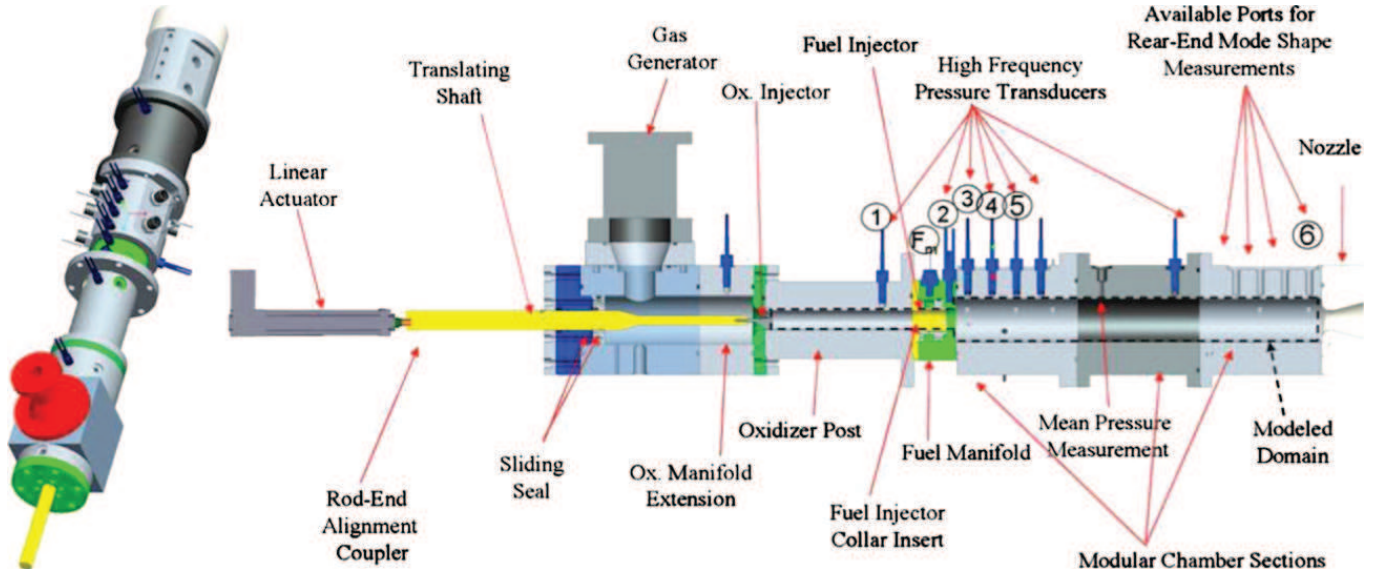 Gas
Generator
Translating
Shaft
Linear
Actuator
Ox. Injector
Fuel Injector
High Frequency
Pressure Transducers
Available Ports for
Rear-End Mode Shape
Measurements
Nozzle
1
2
3
4
5
6
Rod-End
Alignment
Coupler
Sliding
Seal
Ox. Manifold
Extension
Oxidizer Post
Fuel Injector
Collar Insert
Fuel Manifold
Mean Pressure
Measurement
Modeled
Domain
Modular Chamber Sections